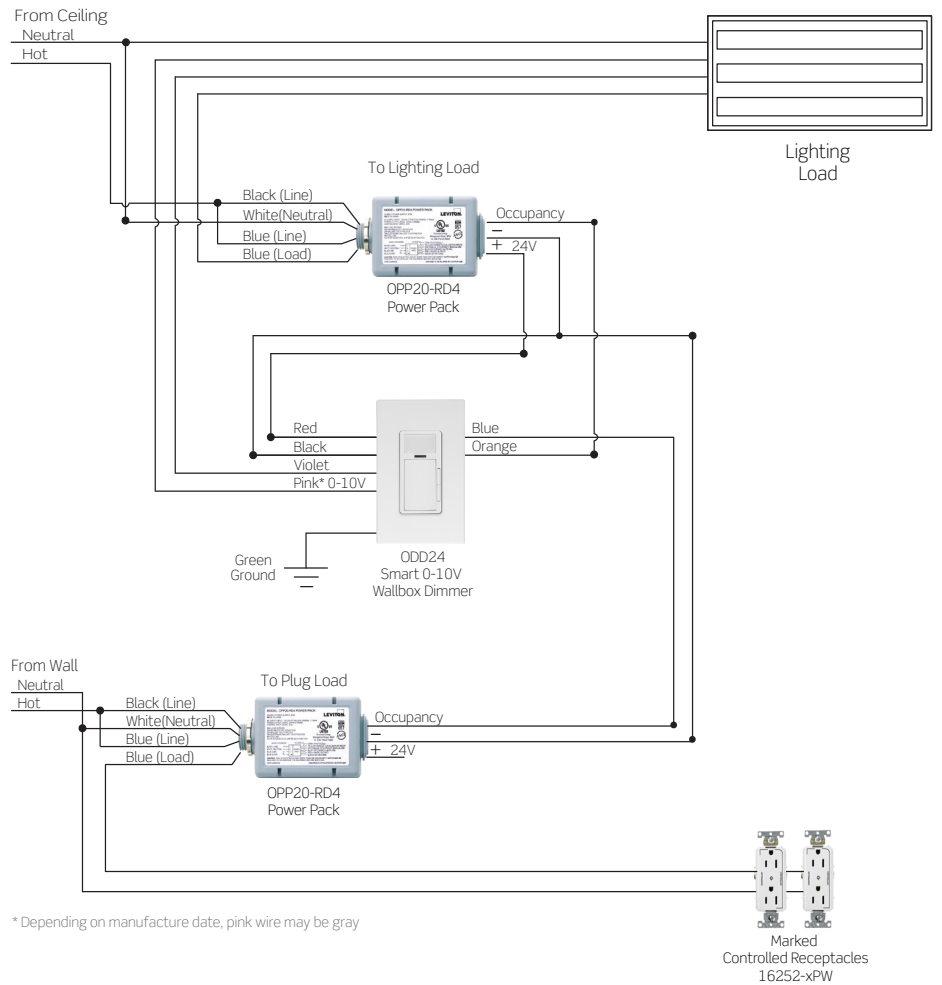 From Ceiling
Neutral
Hot
Lighting
Load
To Lighting Load
Black (Line)
White(Neutral)
Blue (Line)
Blue (Load)
LEVITON
Occupancy
–
+ 24V
OPP20-RD4
Power Pack
Red
Black
Violet
Pink* 0-10V
Blue
Orange
Green
Ground
ODD24
Smart 0-10V
Wallbox Dimmer
From Wall
Neutral
Hot
To Plug Load
Black (Line)
White(Neutral)
Blue (Line)
Blue (Load)
LEVITON
Occupancy
–
+ 24V
OPP20-RD4
Power Pack
* Depending on manufacture date, pink wire may be gray
Marked
Controlled Receptacles
16252-xPW